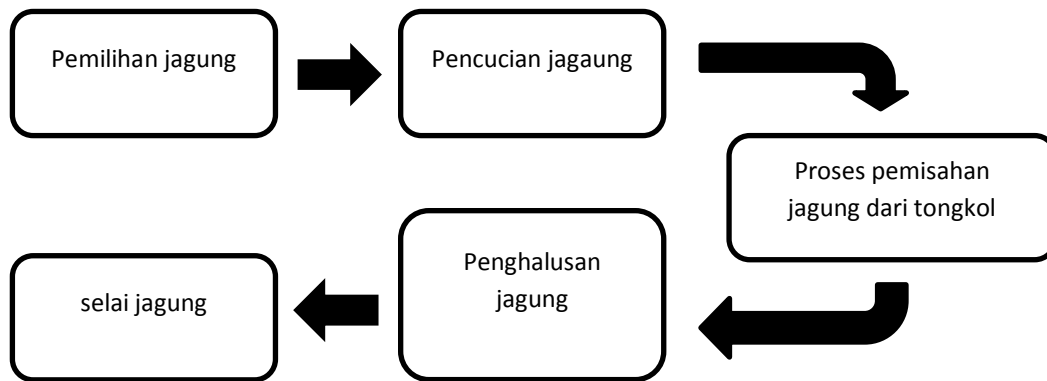 Pemilihan jagung
Pencucian jagaung
Proses pemisahan
jagung dari tongkol
Penghalusan
jagung
selai jagung